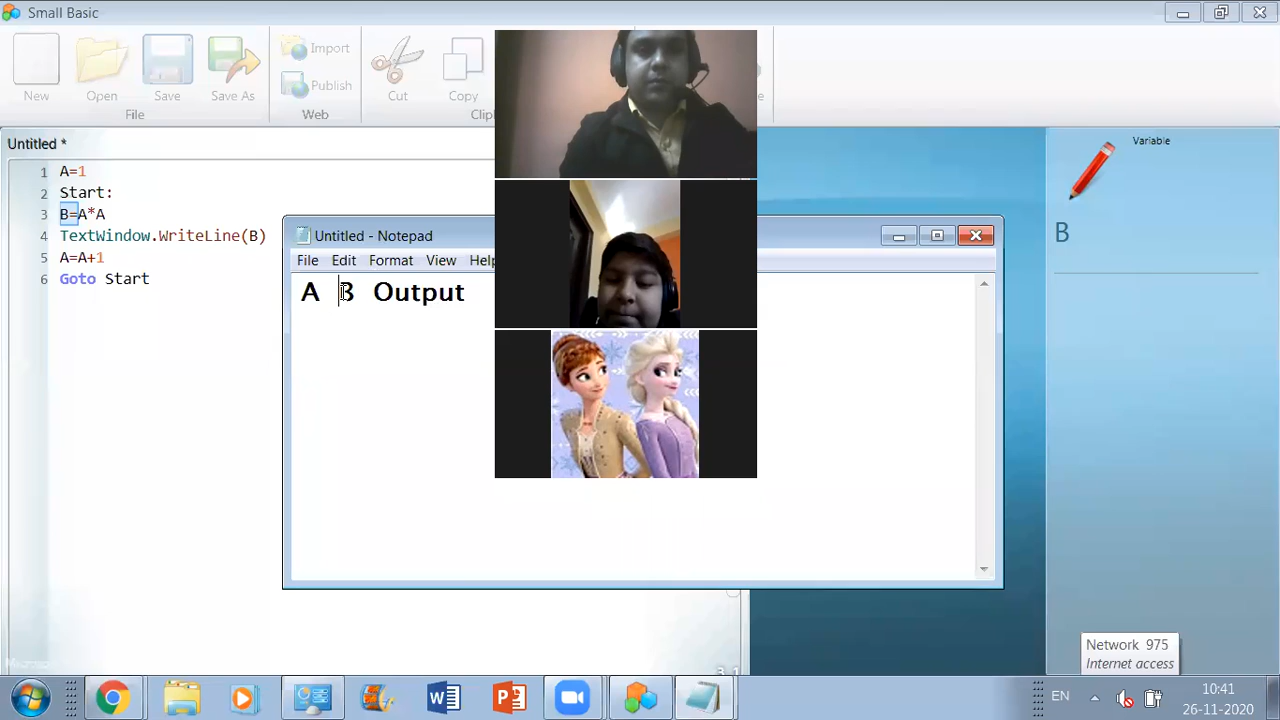 Small Basic
New
Open
Save
Save As
Import
Publish
Cut
Copy
File
Web
Untitled *
1 A=1
2 Start:
3 B=A*A
4 TextWindow.WriteLine(B)
5 A=A+1
6 Goto Start
Untitled - Notepad
File Edit Format View Help
A B Output
Variable
B
Network 975
Internet access
EN
10:41
26-11-2020